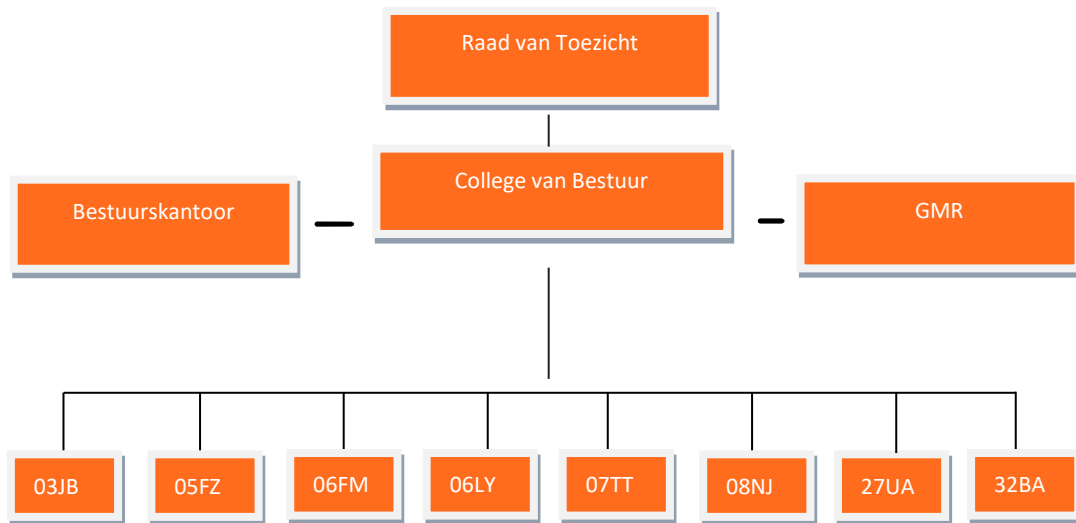 Raad van Toezicht
College van Bestuur
Bestuurskantoor
GMR
03JB
05FZ
06FM
06LY
07TT
08NJ
27UA
32BA